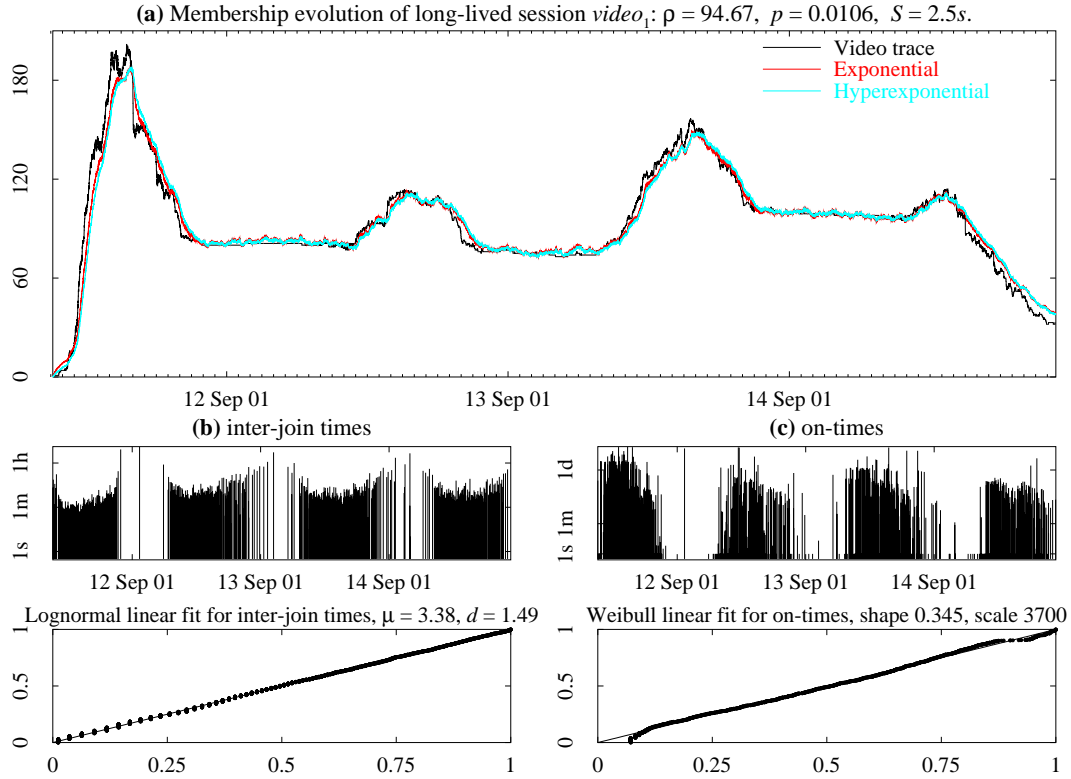 (a) Membership evolution of long-lived session video₁: ρ = 94.67, p = 0.0106, S = 2.5s.
Video trace
Exponential
Hyperexponential
180
120
60
0
12 Sep 01
13 Sep 01
14 Sep 01
(b) inter-join times
1h
1m
1s
12 Sep 01
13 Sep 01
14 Sep 01
(c) on-times
1d
1m
1s
12 Sep 01
13 Sep 01
14 Sep 01
Lognormal linear fit for inter-join times, μ = 3.38, d = 1.49
1
0.5
0
0
0.25
0.5
0.75
1
Weibull linear fit for on-times, shape 0.345, scale 3700
1
0.5
0
0
0.25
0.5
0.75
1